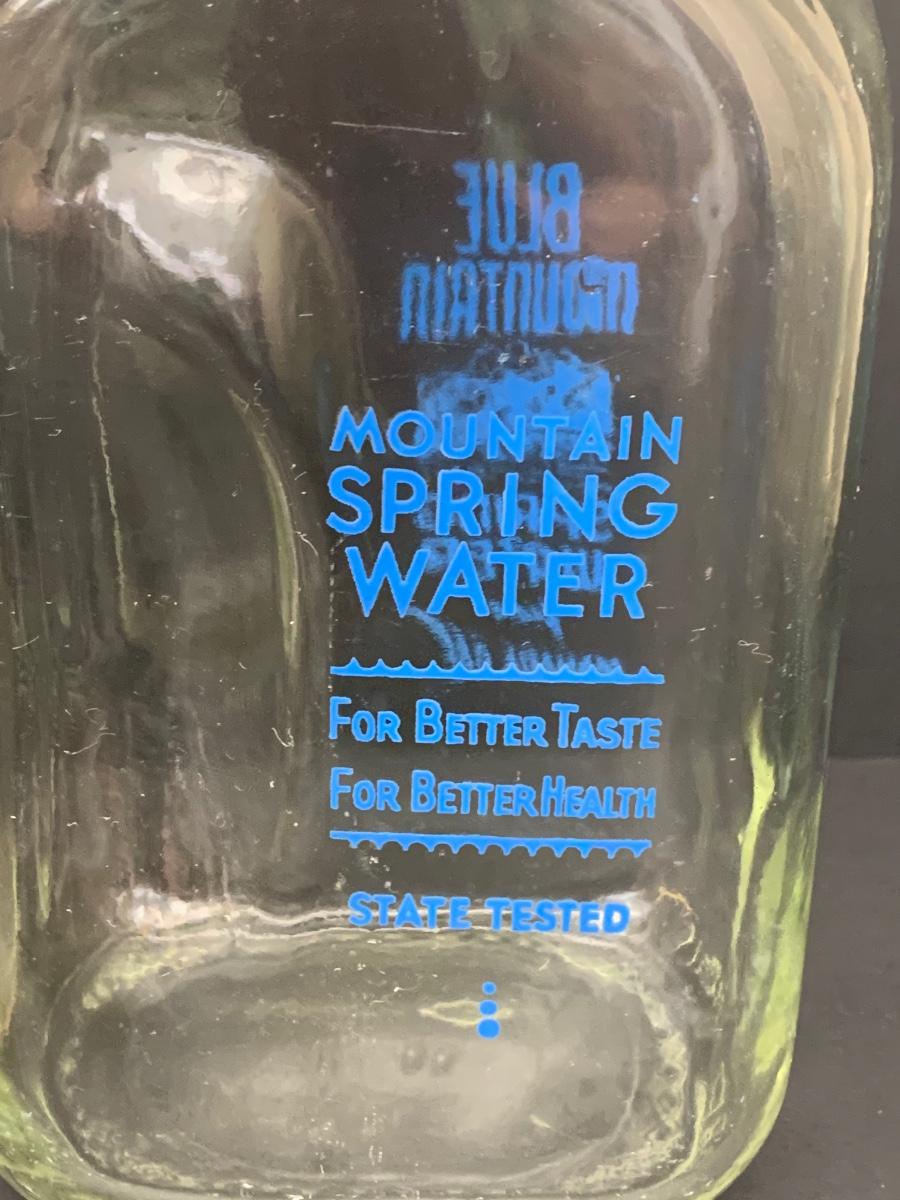 BLUE
MOUNTAIN
MOUNTAIN
SPRING
WATER
FOR BETTER TASTE
FOR BETTER HEALTH
STATE TESTED